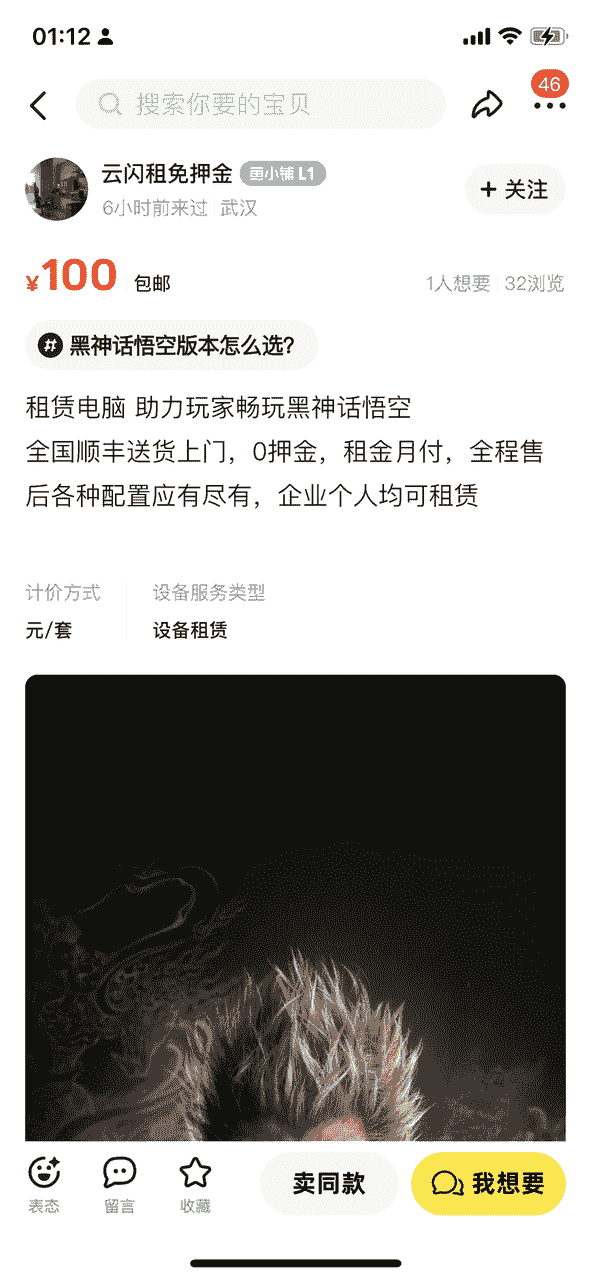 01:12
搜索你要的宝贝
46
云闪租免押金
鱼小铺 L1
6小时前来过 武汉
+ 关注
¥100 包邮
1人想要 32浏览
# 黑神话悟空版本怎么选?
租赁电脑 助力玩家畅玩黑神话悟空
全国顺丰送货上门，0押金，租金月付，全程售
后各种配置应有尽有，企业个人均可租赁
计价方式 设备服务类型
元/套 设备租赁
表态 留言 收藏 卖同款 我想要